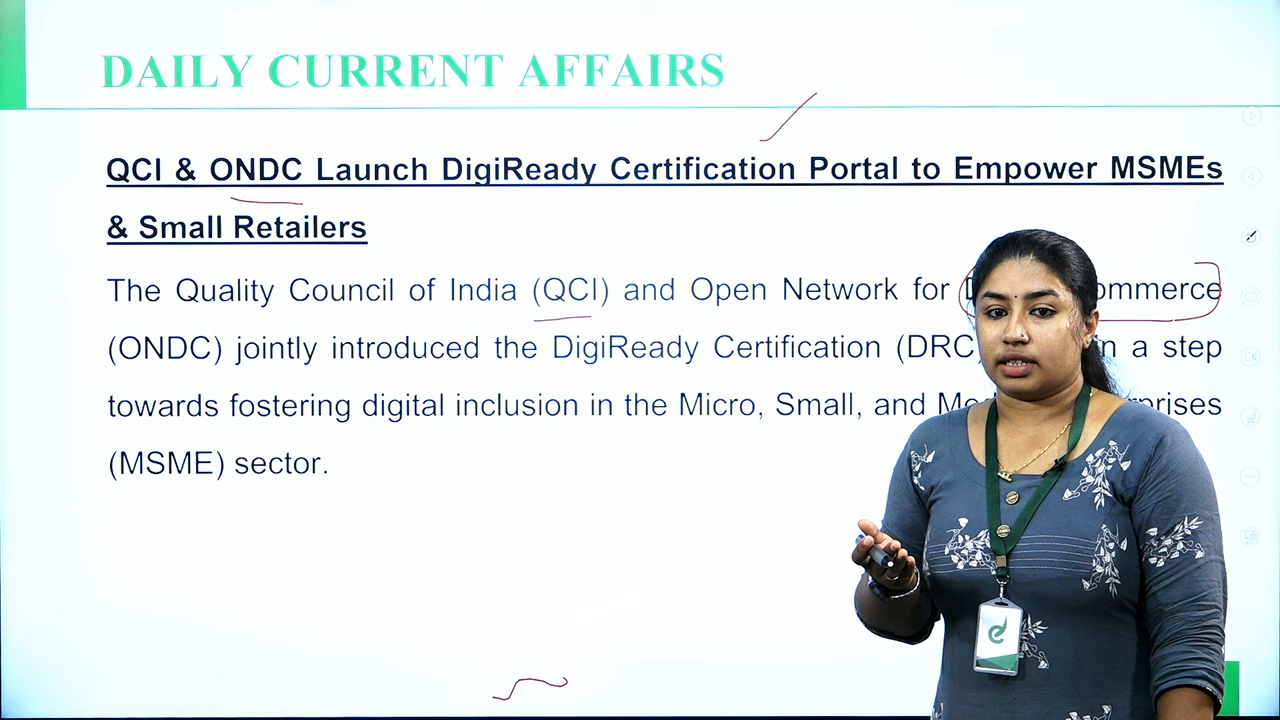 DAILY CURRENT AFFAIRS
QCI & ONDC Launch DigiReady Certification Portal to Empower MSMEs
& Small Retailers
The Quality Council of India (QCI) and Open Network for
(ONDC) jointly introduced the DigiReady Certification (DRC) a step
towards fostering digital inclusion in the Micro, Small, and
(MSME) sector.